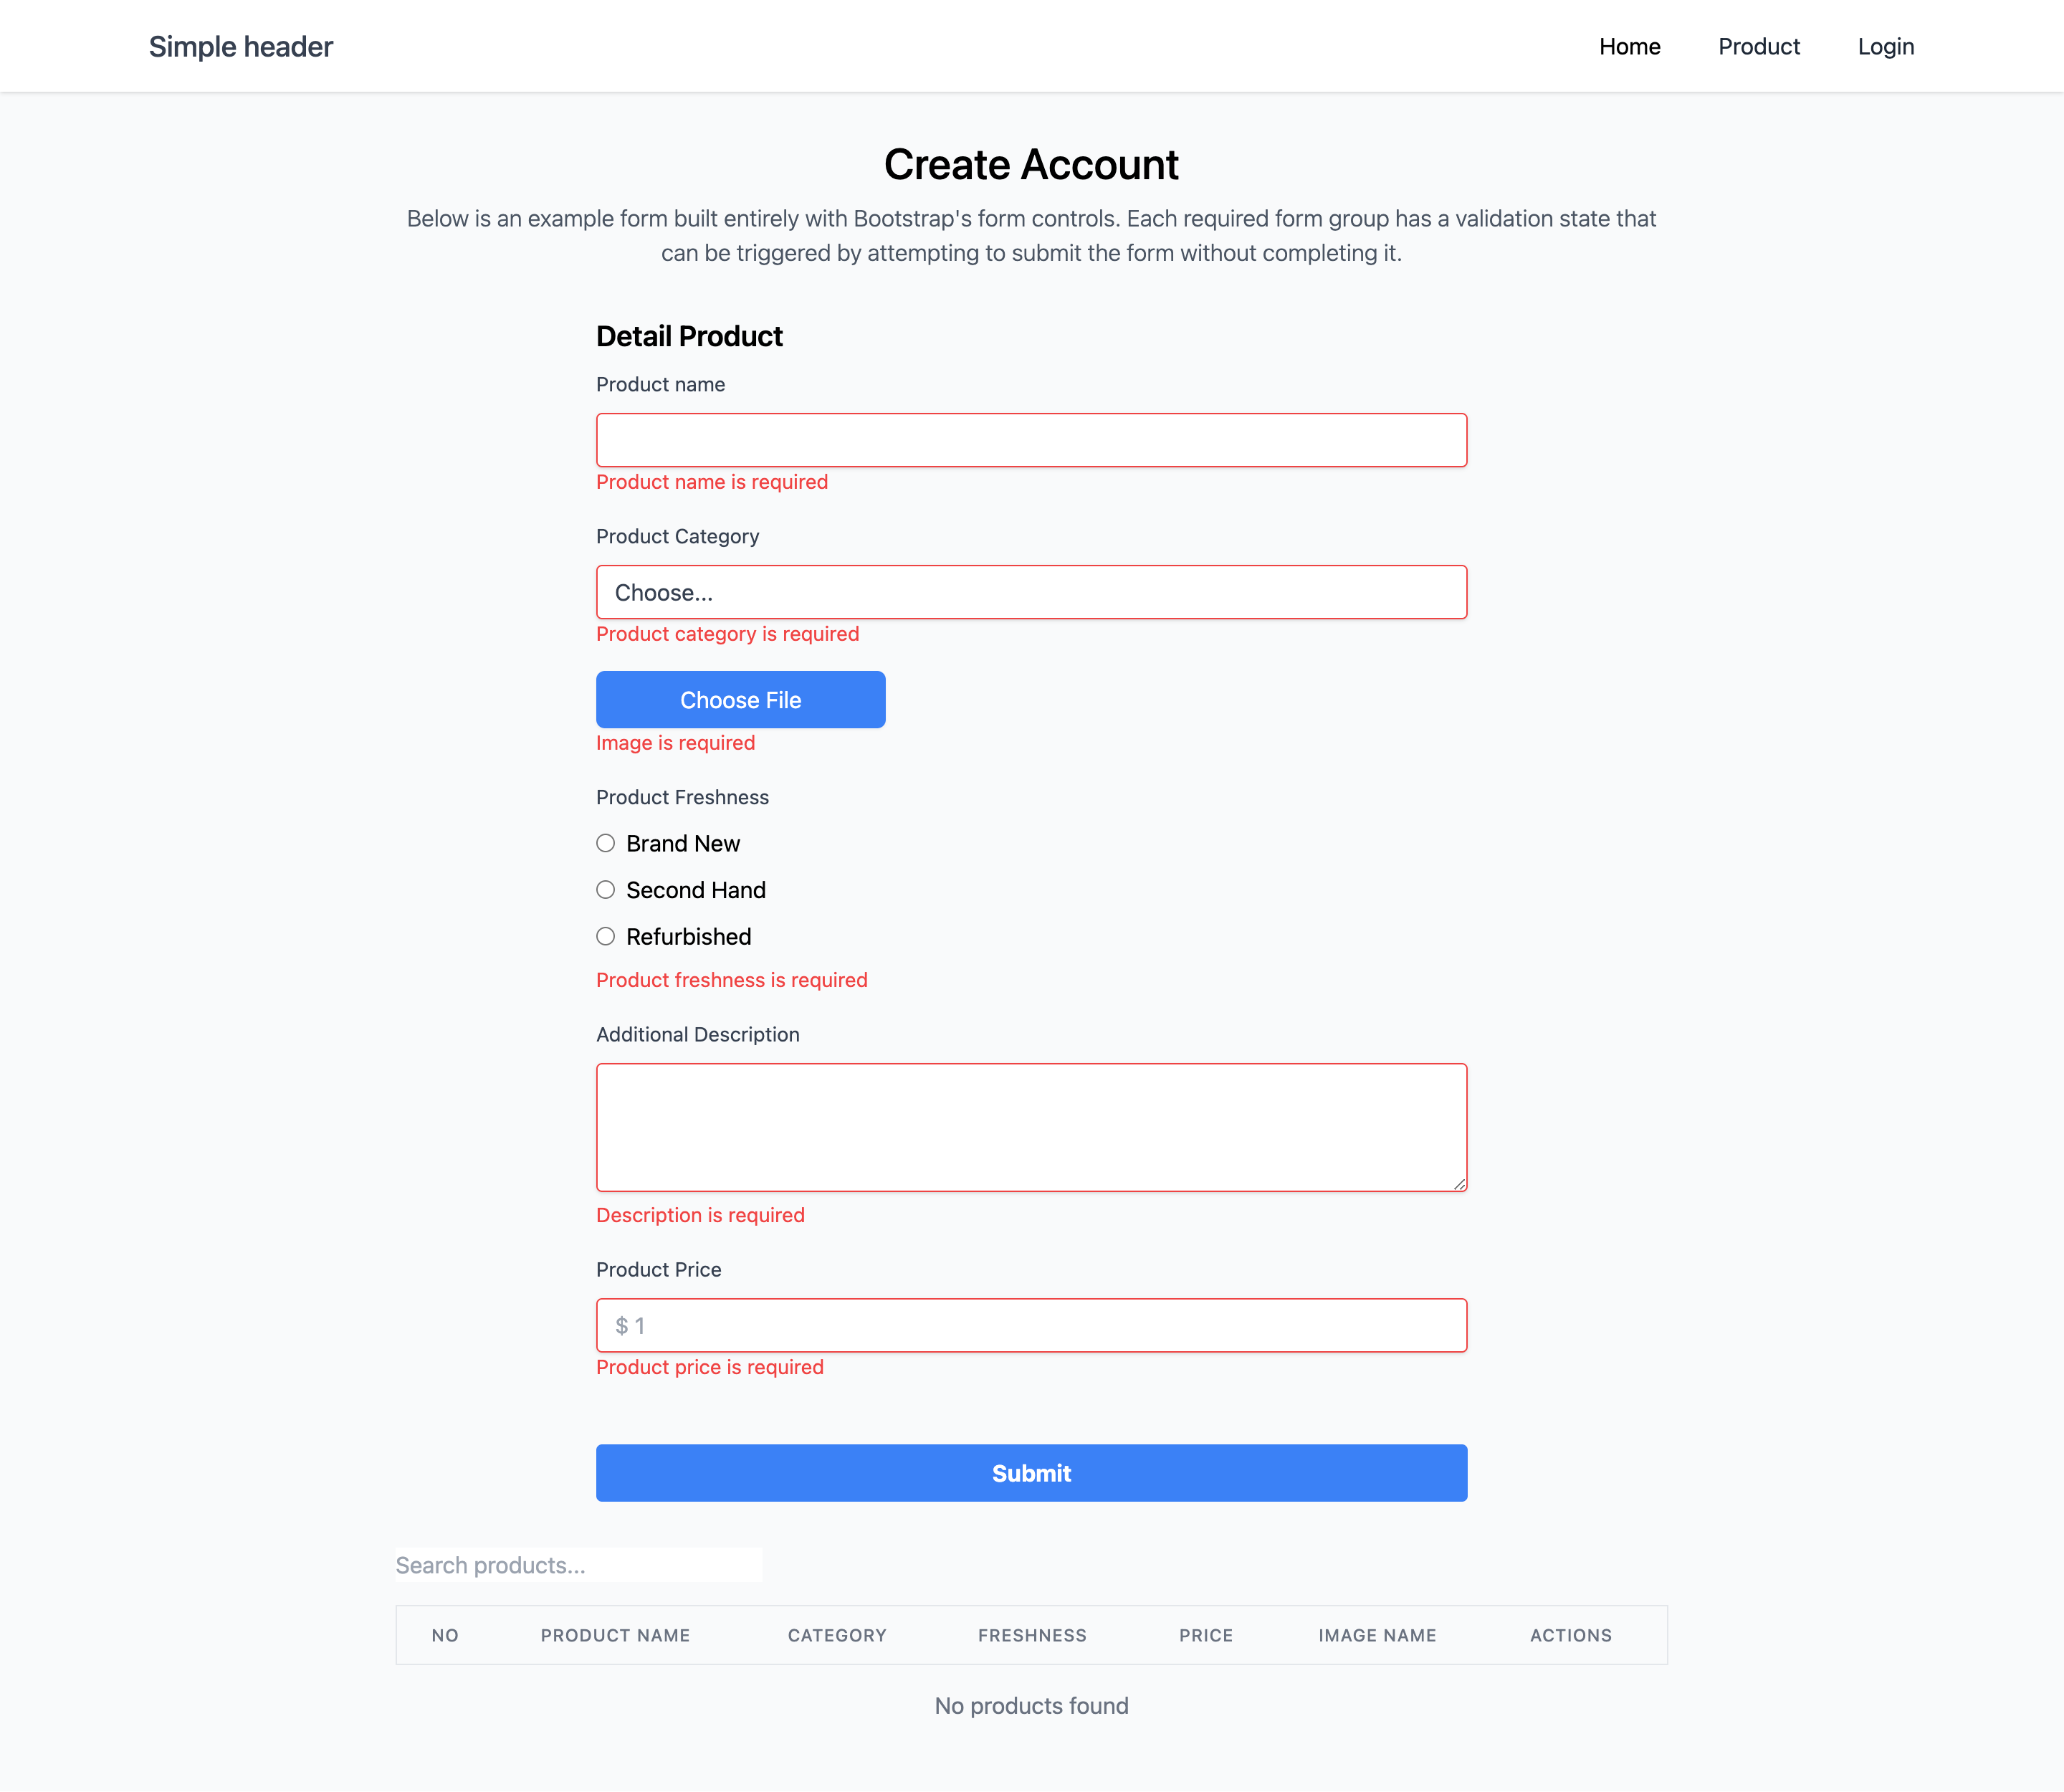 Simple header
Home
Product
Login
Create Account
Below is an example form built entirely with Bootstrap's form controls. Each required form group has a validation state that
can be triggered by attempting to submit the form without completing it.
Detail Product
Product name
Product name is required
Product Category
Choose...
Product category is required
Choose File
Image is required
Product Freshness
Brand New
Second Hand
Refurbished
Product freshness is required
Additional Description
Description is required
Product Price
$ 1
Product price is required
Submit
Search products...
NO PRODUCT NAME CATEGORY FRESHNESS PRICE IMAGE NAME ACTIONS
No products found